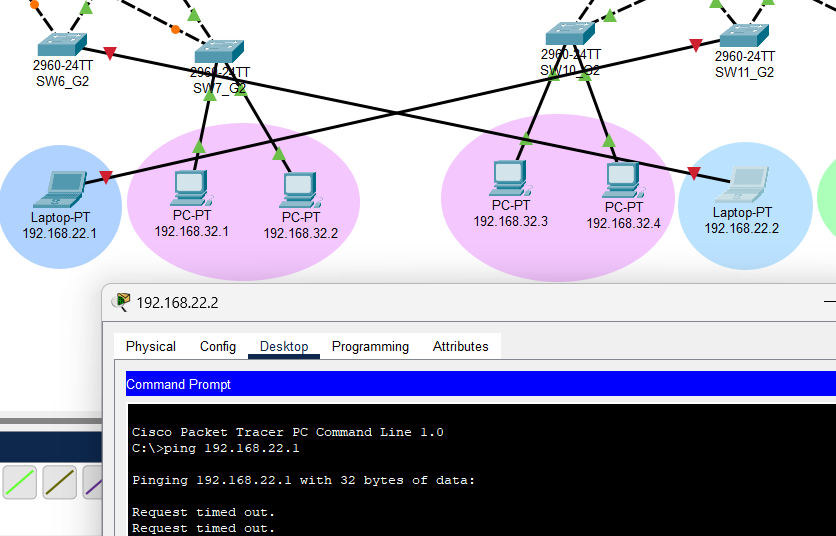 2960-24TT
SW6_G2
2960-24TT
SW7_G2
2960-24TT
SW10_G2
2960-24TT
SW11_G2
Laptop-PT
192.168.22.1
PC-PT
192.168.32.1
PC-PT
192.168.32.2
PC-PT
192.168.32.3
PC-PT
192.168.32.4
Laptop-PT
192.168.22.2
192.168.22.2
Physical Config Desktop Programming Attributes
Command Prompt
Cisco Packet Tracer PC Command Line 1.0
C:\>ping 192.168.22.1
Pinging 192.168.22.1 with 32 bytes of data:
Request timed out.
Request timed out.